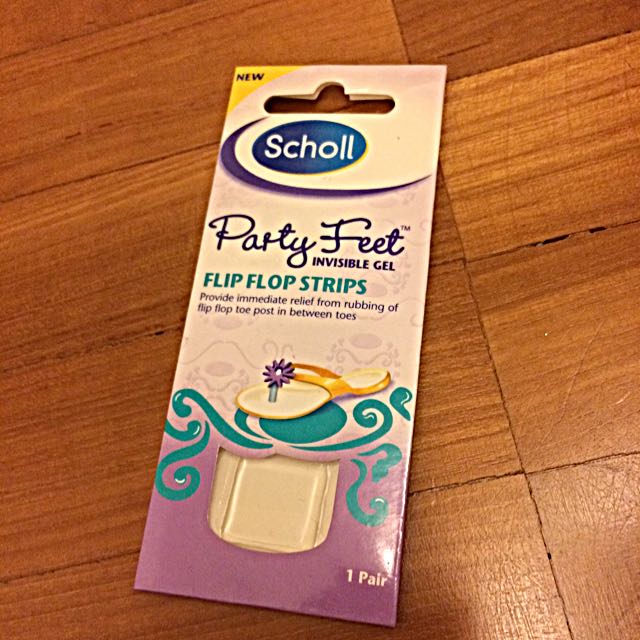 NEW
Scholl
Party Feet™
INVISIBLE GEL
FLIP FLOP STRIPS
Provide immediate relief from rubbing of
flip flop toe post in between toes
1 Pair